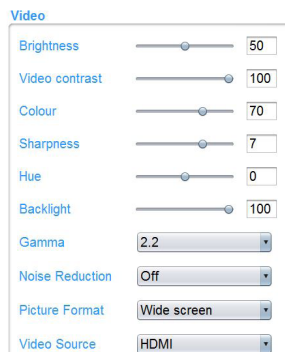 Video
Brightness 50
Video contrast 100
Colour 70
Sharpness 7
Hue 0
Backlight 100
Gamma 2.2
Noise Reduction Off
Picture Format Wide screen
Video Source HDMI